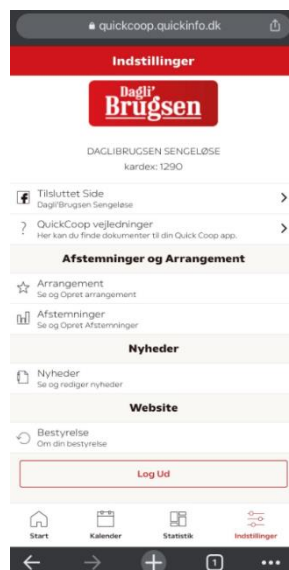 quickcoop.quickinfo.dk
Indstillinger
Dagli'
Brugsen
DAGLIBRUGSEN SENGELØSE
kardex: 1290
Tilsluttet Side
Dagli'Brugsen Sengeløse
QuickCoop vejledninger
Her kan du finde dokumenter til din Quick Coop app.
Afstemninger og Arrangement
Arrangement
Se og Opret arrangement
Afstemninger
Se og Opret Afstemninger
Nyheder
Nyheder
Se og rediger nyheder
Website
Bestyrelse
Om din bestyrelse
Log Ud
Start Kalender Statistik Indstillinger
1